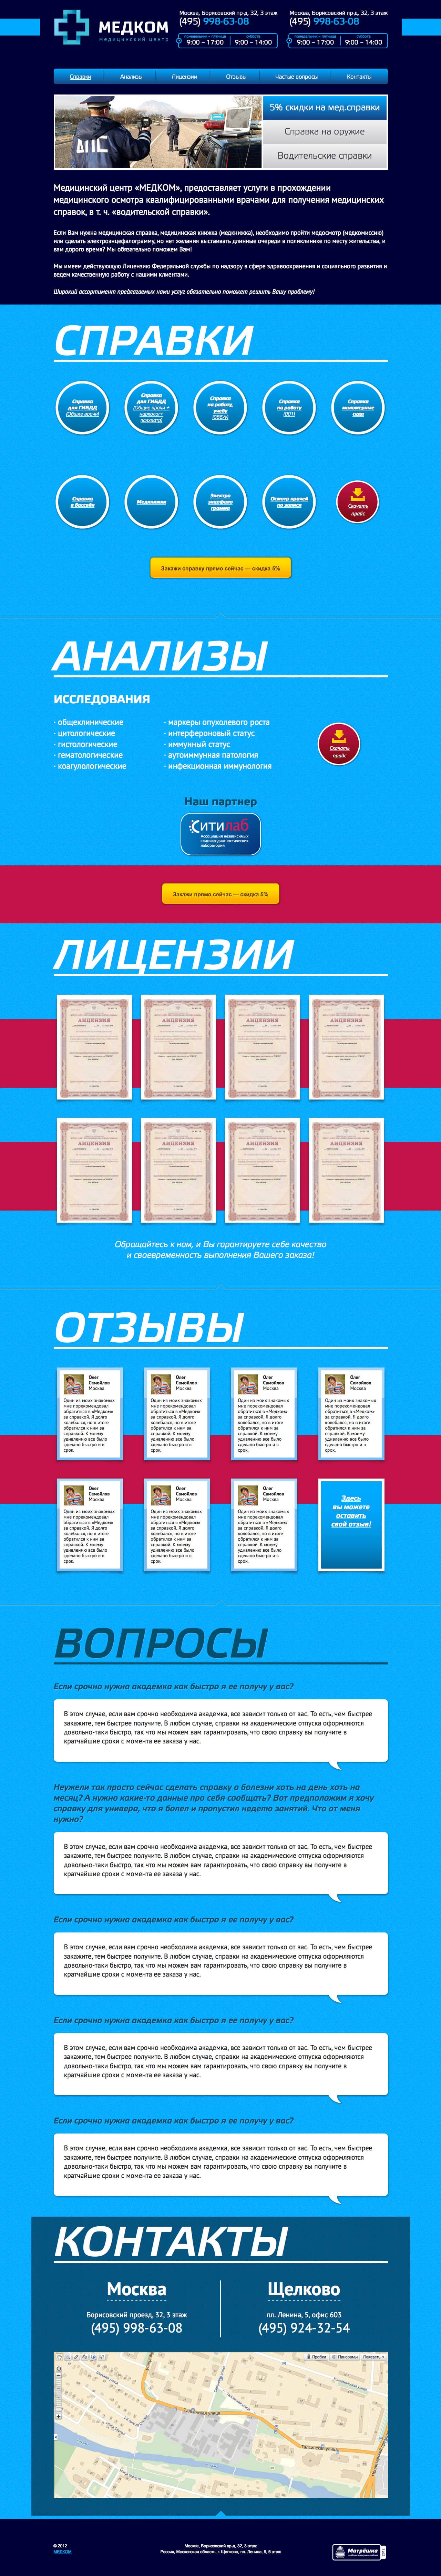 МЕДКОМ
медицинский центр
Москва, Борисовский пр-д, 32, 3 этаж
(495) 998-63-08
понедельник – пятница
суббота
9:00 – 17:00
9:00 – 14:00
Москва, Борисовский пр-д, 32, 3 этаж
(495) 998-63-08
понедельник – пятница
суббота
9:00 – 17:00
9:00 – 14:00
Справки
Анализы
Лицензии
Отзывы
Частые вопросы
Контакты
ДПС
5% скидки на мед.справки
Справка на оружие
Водительские справки
Медицинский центр «МЕДКОМ», предоставляет услуги в прохождении
медицинского осмотра квалифицированными врачами для получения медицинских
справок, в т. ч. «водительской справки».
Если Вам нужна медицинская справка, медицинская книжка (медкнижка), необходимо пройти медосмотр (медкомиссию)
или сделать электроэнцефалограмму, но нет желания выстаивать длинные очереди в поликлинике по месту жительства, и
вам дорого время? Мы обязательно поможем Вам!
Мы имеем действующую Лицензию Федеральной службы по надзору в сфере здравоохранения и социального развития и
ведем качественную работу с нашими клиентами.
Широкий ассортимент предлагаемых нами услуг обязательно поможет решить Вашу проблему!
СПРАВКИ
Справка
для ГИБДД
(Общие врачи)
Справка
для ГИБДД
(Общие врачи +
нарколог+
психиатр)
Справка
на работу,
учебу
(086/у)
Справка
на работу
(001)
Справка
маломерные
суда
Справка
в бассейн
Медкнижки
Электро
энцефало
грамма
Осмотр врачей
по записи
Скачать
прайс
Закажи справку прямо сейчас — скидка 5%
АНАЛИЗЫ
ИССЛЕДОВАНИЯ
· общеклинические
· цитологические
· гистологические
· гематологические
· коагулологические
· маркеры опухолевого роста
· интерфероновый статус
· иммунный статус
· аутоиммунная патология
· инфекционная иммунология
Скачать
прайс
Наш партнер
Ситилаб
Ассоциация независимых
клинико-диагностических
лабораторий
Закажи прямо сейчас — скидка 5%
ЛИЦЕНЗИИ
ЛИЦЕНЗИЯ
ЛИЦЕНЗИЯ
ЛИЦЕНЗИЯ
ЛИЦЕНЗИЯ
ЛИЦЕНЗИЯ
ЛИЦЕНЗИЯ
ЛИЦЕНЗИЯ
ЛИЦЕНЗИЯ
Обращайтесь к нам, и Вы гарантируете себе качество
и своевременность выполнения Вашего заказа!
ОТЗЫВЫ
Олег
Самойлов
Москва
Один из моих знакомых
мне порекомендовал
обратиться в «Медком»
за справкой. Я долго
колебался, но в итоге
обратился к ним за
справкой. К моему
удивлению все было
сделано быстро и в
срок.
Олег
Самойлов
Москва
Один из моих знакомых
мне порекомендовал
обратиться в «Медком»
за справкой. Я долго
колебался, но в итоге
обратился к ним за
справкой. К моему
удивлению все было
сделано быстро и в
срок.
Олег
Самойлов
Москва
Один из моих знакомых
мне порекомендовал
обратиться в «Медком»
за справкой. Я долго
колебался, но в итоге
обратился к ним за
справкой. К моему
удивлению все было
сделано быстро и в
срок.
Олег
Самойлов
Москва
Один из моих знакомых
мне порекомендовал
обратиться в «Медком»
за справкой. Я долго
колебался, но в итоге
обратился к ним за
справкой. К моему
удивлению все было
сделано быстро и в
срок.
Олег
Самойлов
Москва
Один из моих знакомых
мне порекомендовал
обратиться в «Медком»
за справкой. Я долго
колебался, но в итоге
обратился к ним за
справкой. К моему
удивлению все было
сделано быстро и в
срок.
Олег
Самойлов
Москва
Один из моих знакомых
мне порекомендовал
обратиться в «Медком»
за справкой. Я долго
колебался, но в итоге
обратился к ним за
справкой. К моему
удивлению все было
сделано быстро и в
срок.
Олег
Самойлов
Москва
Один из моих знакомых
мне порекомендовал
обратиться в «Медком»
за справкой. Я долго
колебался, но в итоге
обратился к ним за
справкой. К моему
удивлению все было
сделано быстро и в
срок.
Здесь
вы можете
оставить
свой отзыв!
ВОПРОСЫ
Если срочно нужна академка как быстро я ее получу у вас?
В этом случае, если вам срочно необходима академка, все зависит только от вас. То есть, чем быстрее
закажите, тем быстрее получите. В любом случае, справки на академические отпуска оформляются
довольно-таки быстро, так что мы можем вам гарантировать, что свою справку вы получите в
кратчайшие сроки с момента ее заказа у нас.
Неужели так просто сейчас сделать справку о болезни хоть на день хоть на
месяц? А нужно какие-то данные про себя сообщать? Вот предположим я хочу
справку для универа, что я болел и пропустил неделю занятий. Что от меня
нужно?
В этом случае, если вам срочно необходима академка, все зависит только от вас. То есть, чем быстрее
закажите, тем быстрее получите. В любом случае, справки на академические отпуска оформляются
довольно-таки быстро, так что мы можем вам гарантировать, что свою справку вы получите в
кратчайшие сроки с момента ее заказа у нас.
Если срочно нужна академка как быстро я ее получу у вас?
В этом случае, если вам срочно необходима академка, все зависит только от вас. То есть, чем быстрее
закажите, тем быстрее получите. В любом случае, справки на академические отпуска оформляются
довольно-таки быстро, так что мы можем вам гарантировать, что свою справку вы получите в
кратчайшие сроки с момента ее заказа у нас.
Если срочно нужна академка как быстро я ее получу у вас?
В этом случае, если вам срочно необходима академка, все зависит только от вас. То есть, чем быстрее
закажите, тем быстрее получите. В любом случае, справки на академические отпуска оформляются
довольно-таки быстро, так что мы можем вам гарантировать, что свою справку вы получите в
кратчайшие сроки с момента ее заказа у нас.
Если срочно нужна академка как быстро я ее получу у вас?
В этом случае, если вам срочно необходима академка, все зависит только от вас. То есть, чем быстрее
закажите, тем быстрее получите. В любом случае, справки на академические отпуска оформляются
довольно-таки быстро, так что мы можем вам гарантировать, что свою справку вы получите в
кратчайшие сроки с момента ее заказа у нас.
КОНТАКТЫ
Москва
Борисовский проезд, 32, 3 этаж
(495) 998-63-08
Щелково
пл. Ленина, 5, офис 603
(495) 924-32-54
Пробки
Панорамы
Показать
© 2012
МЕДКОМ
Москва, Борисовский пр-д, 32, 3 этаж
Россия, Московская область, г. Щелково, пл. Ленина, 5, 6 этаж
Матрёшка